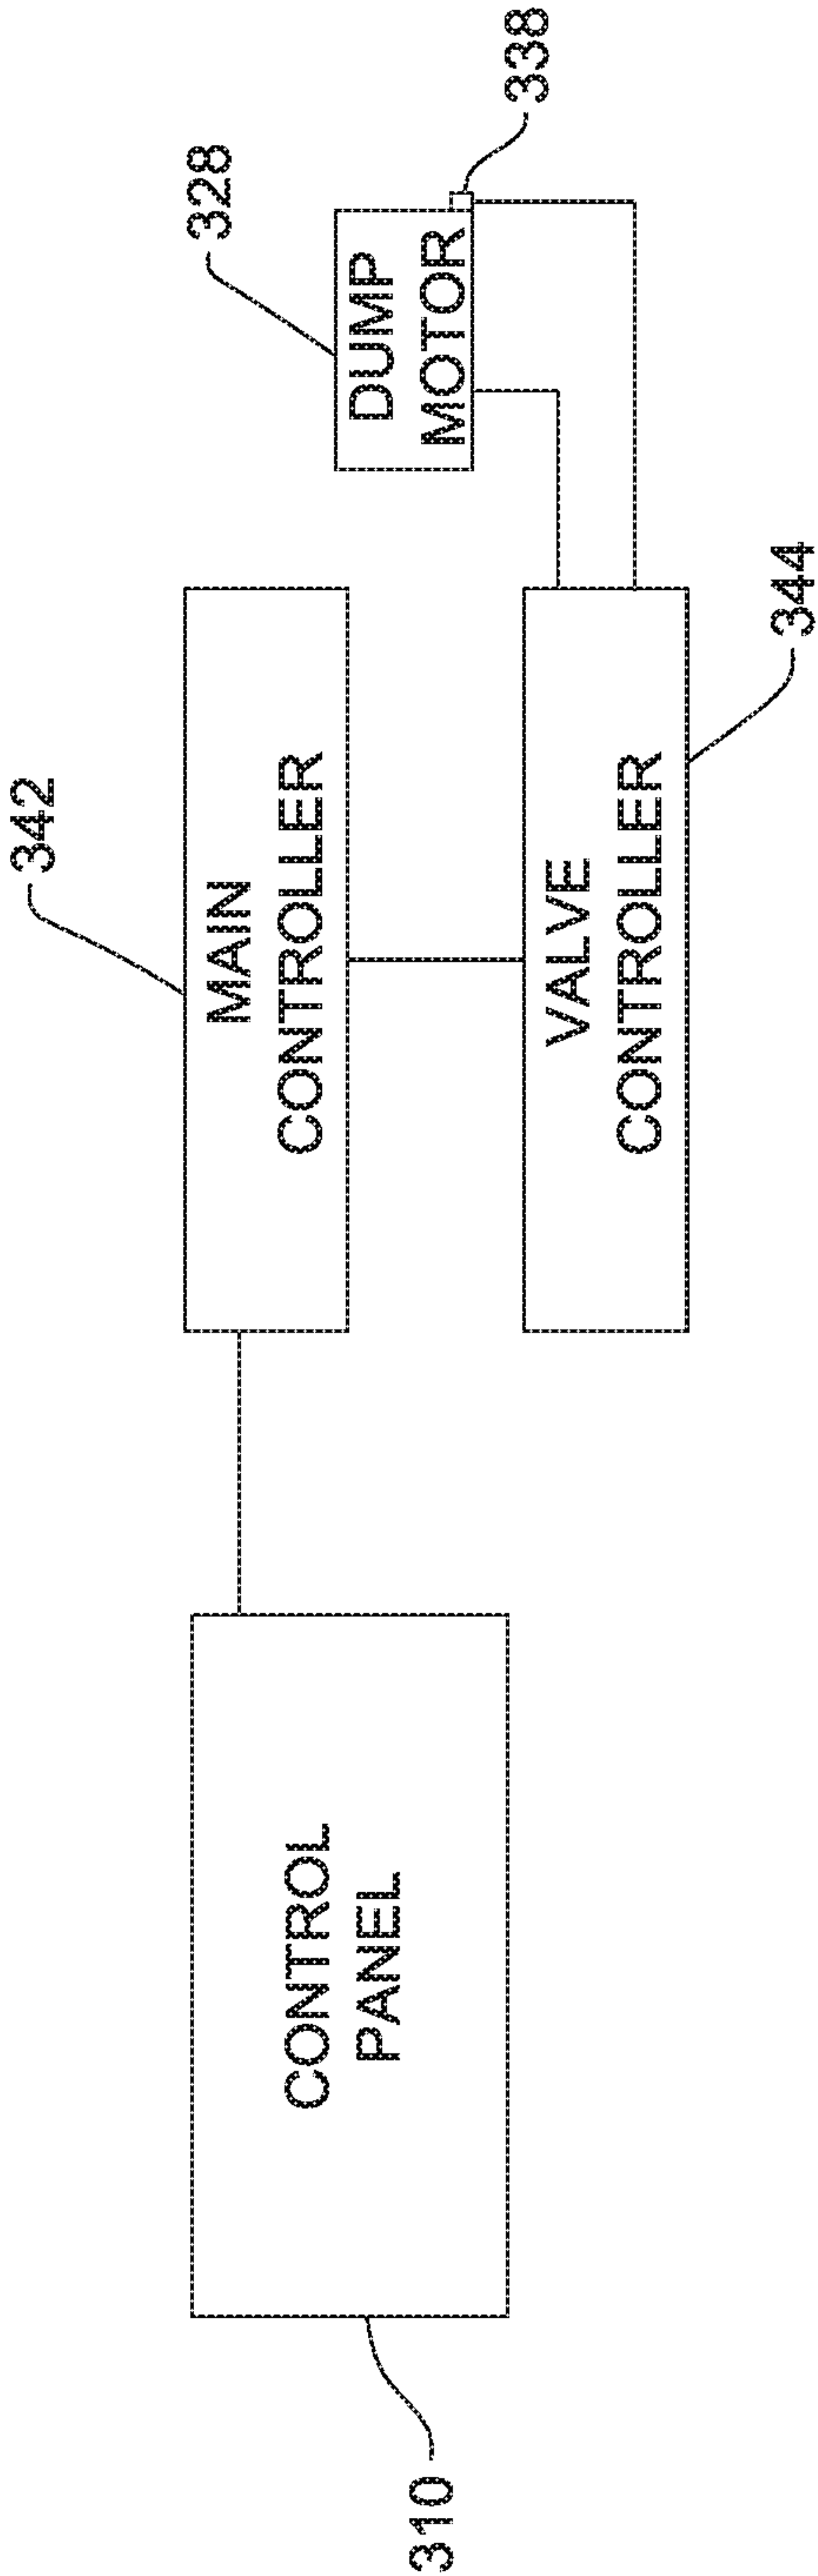 342
328
338
MAIN
CONTROLLER
DUMP
MOTOR
CONTROL
PANEL
VALVE
CONTROLLER
310
344